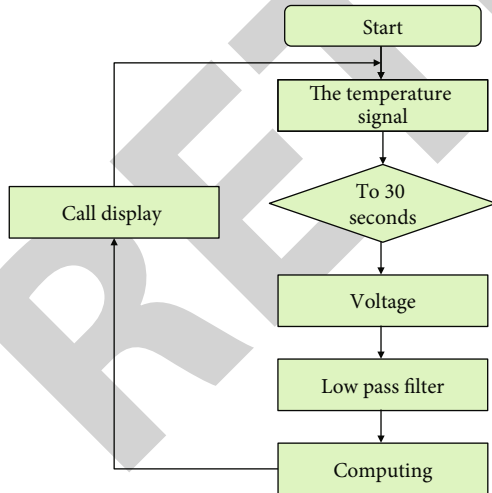 Start
The temperature
signal
To 30
seconds
Call display
Voltage
Low pass filter
Computing